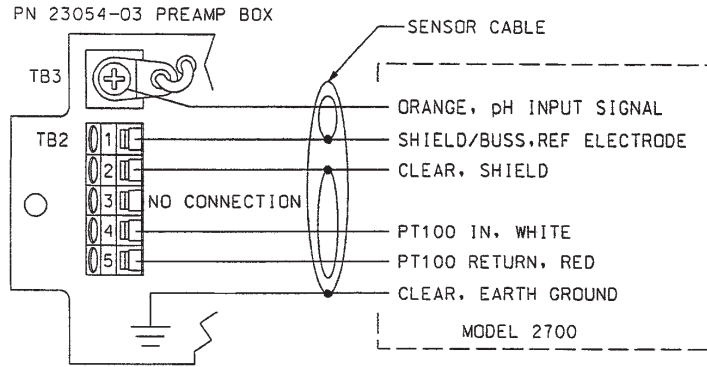 PN 23054-03 PREAMP BOX
SENSOR CABLE
TB3
ORANGE, pH INPUT SIGNAL
TB2
1
SHIELD/BUSS,REF ELECTRODE
2
CLEAR, SHIELD
3
NO CONNECTION
4
PT100 IN, WHITE
5
PT100 RETURN, RED
CLEAR, EARTH GROUND
MODEL 2700